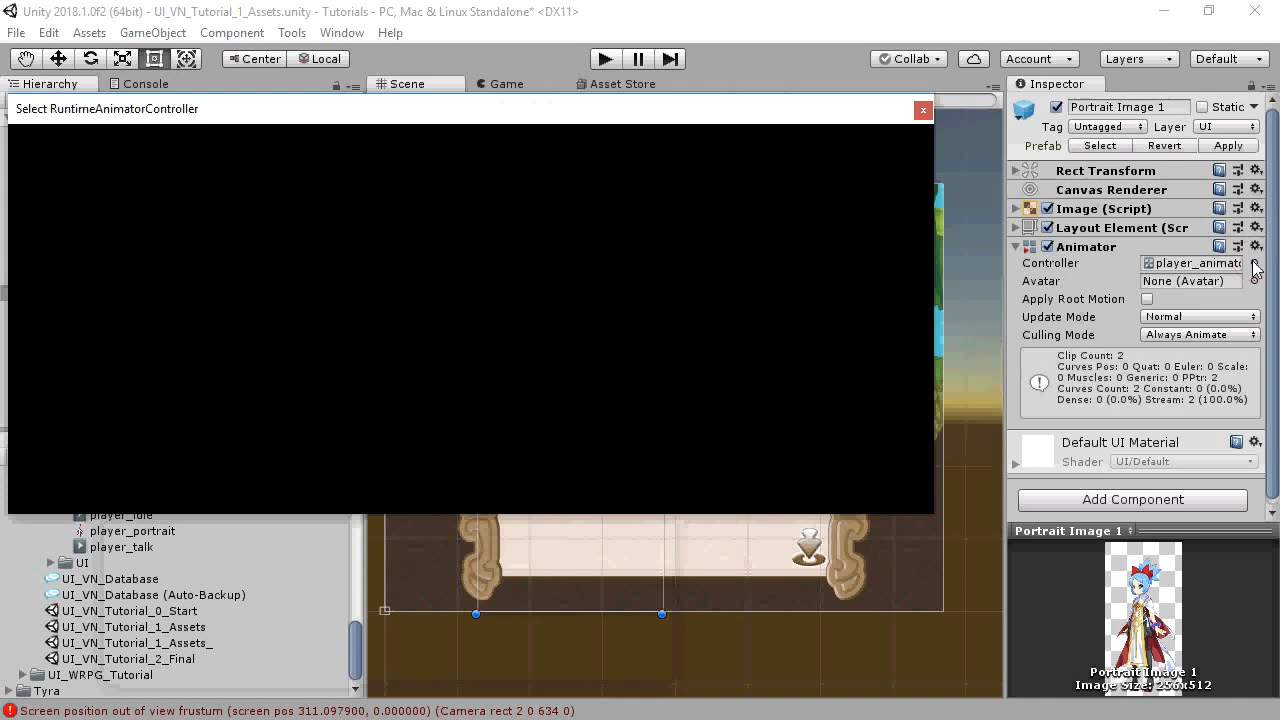 Unity 2018.1.0f2 (64bit) - UI_VN_Tutorial_1_Assets.unity - Tutorials - PC, Mac & Linux Standalone* <DX11>
File Edit Assets GameObject Component Tools Window Help
Center Local Collab Account Layers Default
Hierarchy Console Scene Game Asset Store Inspector
Select RuntimeAnimatorController x
Portrait Image 1 Static
Tag Untagged Layer UI
Prefab Select Revert Apply
Rect Transform
Canvas Renderer
Image (Script)
Layout Element (Scr
Animator
Controller player_animato
Avatar None (Avatar)
Apply Root Motion
Update Mode Normal
Culling Mode Always Animate
Clip Count: 2
Curves Pos: 0 Quat: 0 Euler: 0 Scale:
0 Muscles: 0 Generic: 0 PPtr: 2
Curves Count: 2 Constant: 0 (0.0%)
Dense: 0 (0.0%) Stream: 2 (100.0%)
Default UI Material
Shader UI/Default
Add Component
Portrait Image 1
Portrait Image 1
Image Size: 256x512
player_idle
player_portrait
player_talk
UI
UI_VN_Database
UI_VN_Database (Auto-Backup)
UI_VN_Tutorial_0_Start
UI_VN_Tutorial_1_Assets
UI_VN_Tutorial_1_Assets_
UI_VN_Tutorial_2_Final
UI_WRPG_Tutorial
Tyra
Screen position out of view frustum (screen pos 311.097900, 0.000000) (Camera rect 2 0 634 0)